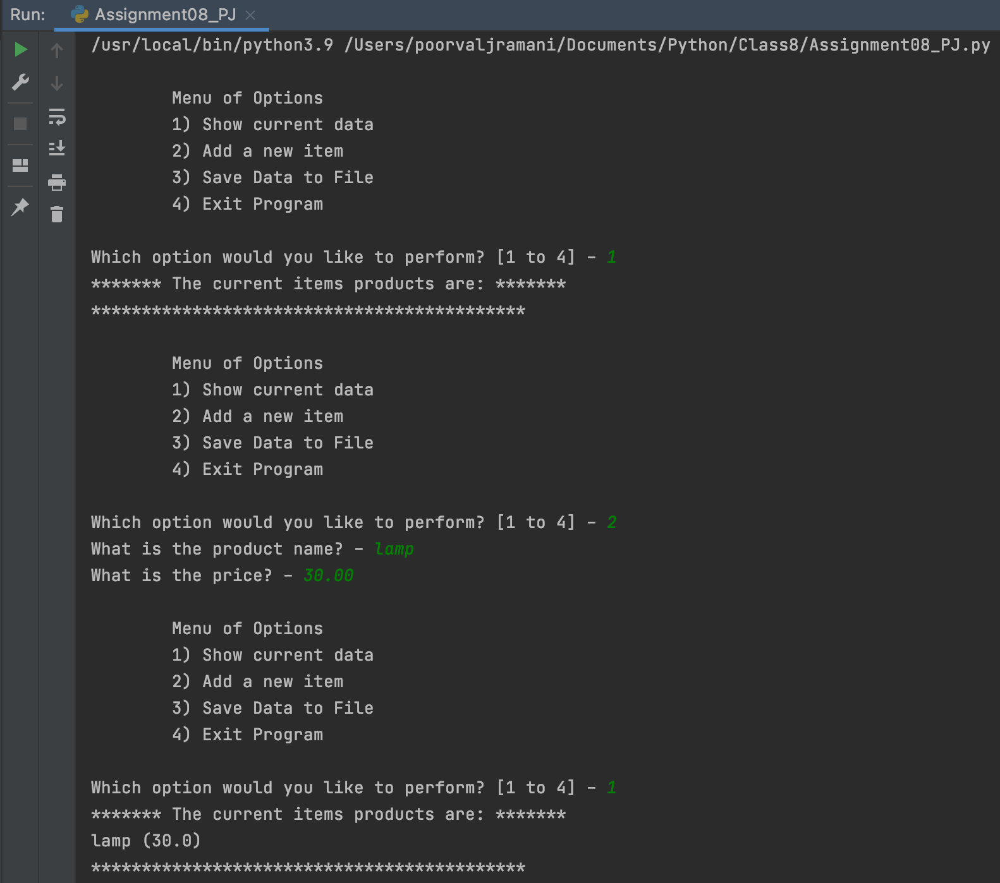 Run: Assignment08_PJ
/usr/local/bin/python3.9 /Users/poorvaljramani/Documents/Python/Class8/Assignment08_PJ.py
Menu of Options
1) Show current data
2) Add a new item
3) Save Data to File
4) Exit Program
Which option would you like to perform? [1 to 4] - 1
******* The current items products are: *******
*******************************************
Menu of Options
1) Show current data
2) Add a new item
3) Save Data to File
4) Exit Program
Which option would you like to perform? [1 to 4] - 2
What is the product name? - lamp
What is the price? - 30.00
Menu of Options
1) Show current data
2) Add a new item
3) Save Data to File
4) Exit Program
Which option would you like to perform? [1 to 4] - 1
******* The current items products are: *******
lamp (30.0)
*******************************************